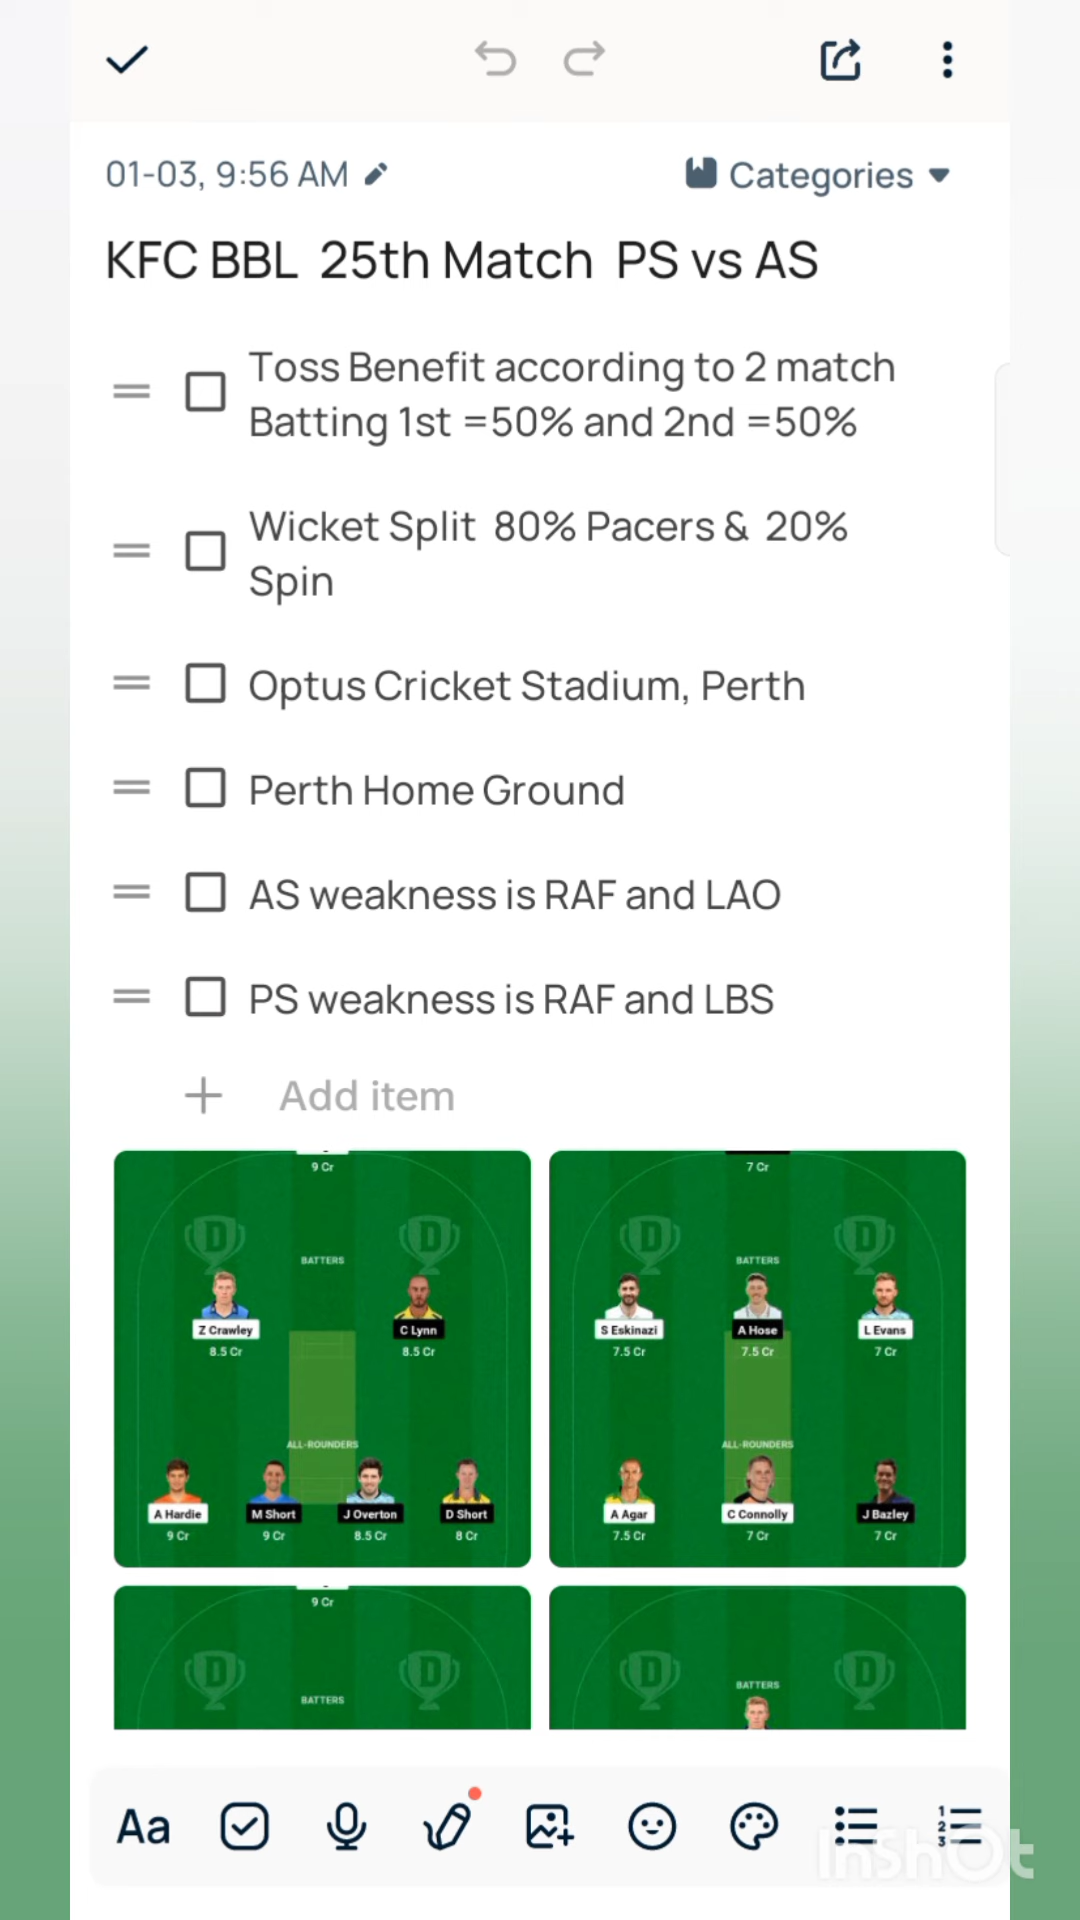 01-03, 9:56 AM
Categories
KFC BBL 25th Match PS vs AS
Toss Benefit according to 2 match
Batting 1st =50% and 2nd =50%
Wicket Split 80% Pacers & 20%
Spin
Optus Cricket Stadium, Perth
Perth Home Ground
AS weakness is RAF and LAO
PS weakness is RAF and LBS
+ Add item
9 Cr
BATTERS
Z Crawley C Lynn
8.5 Cr 8.5 Cr
ALL-ROUNDERS
A Hardie M Short J Overton D Short
9 Cr 9 Cr 8.5 Cr 8 Cr
7 Cr
BATTERS
S Eskinazi A Hose L Evans
7.5 Cr 7.5 Cr 7 Cr
ALL-ROUNDERS
A Agar C Connolly J Bazley
7.5 Cr 7 Cr 7 Cr
9 Cr
BATTERS
BATTERS
Aa
InShot